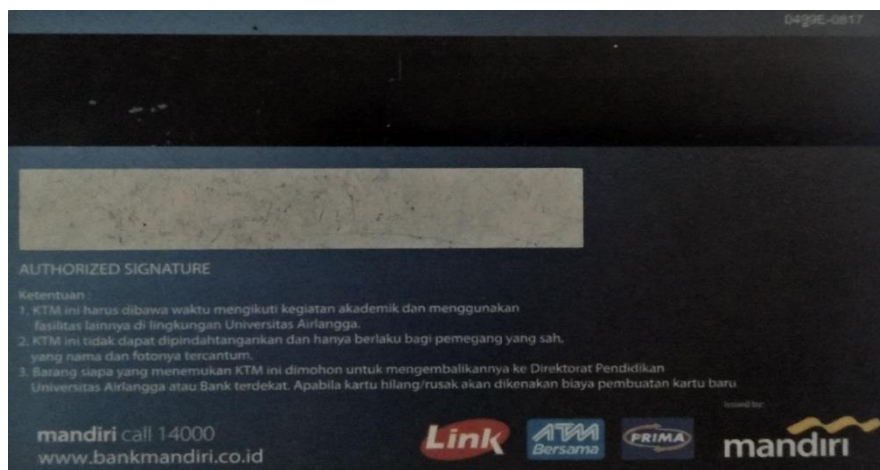 0499E-0817
AUTHORIZED SIGNATURE
Ketentuan :
1. KTM ini harus dibawa waktu mengikuti kegiatan akademik dan menggunakan
fasilitas lainnya di lingkungan Universitas Airlangga.
2. KTM ini tidak dapat dipindahtangankan dan hanya berlaku bagi pemegang yang sah,
yang nama dan fotonya tercantum.
3. Barang siapa yang menemukan KTM ini dimohon untuk mengembalikannya ke Direktorat Pendidikan
Universitas Airlangga atau Bank terdekat. Apabila kartu hilang/rusak akan dikenakan biaya pembuatan kartu baru
Issued by:
mandiri call 14000
www.bankmandiri.co.id
Link
ATM
Bersama
PRIMA
mandırı